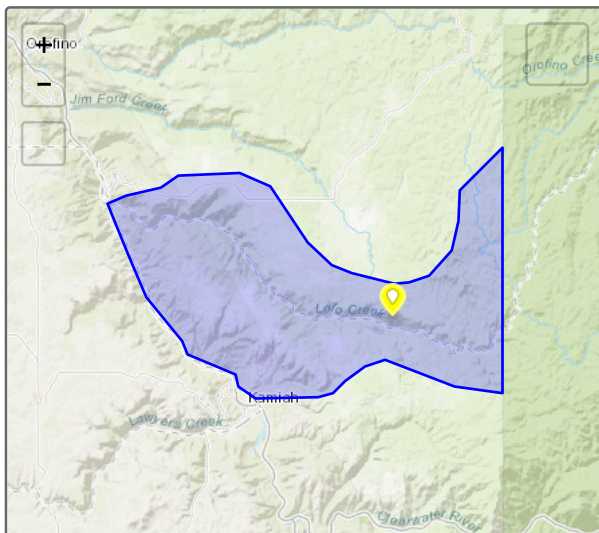 Orofino
+
−
Orofino Creek
Jim Ford Creek
Lolo Creek
Kamiah
Lawyers Creek
Clearwater River